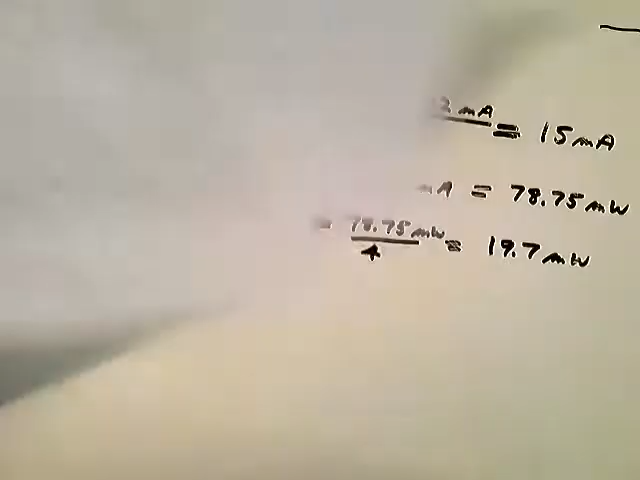 mA = 15mA
mA = 78.75mW
= 78.75mW = 19.7mW
4